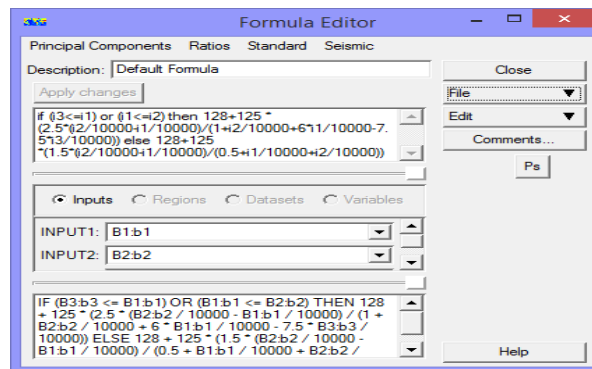 Formula Editor
Principal Components Ratios Standard Seismic
Description: Default Formula
Close
Apply changes
File
if (i3<=i1) or (i1<=i2) then 128+125 *
(2.5*(i2/10000-i1/10000)/(1+i2/10000+6*i1/10000-7.
5*i3/10000)) else 128+125
*(1.5*(i2/10000-i1/10000)/(0.5+i1/10000+i2/10000))
Edit
Comments...
Ps
Inputs Regions Datasets Variables
INPUT1: B1:b1
INPUT2: B2:b2
IF (B3:b3 <= B1:b1) OR (B1:b1 <= B2:b2) THEN 128
+ 125 * (2.5 * (B2:b2 / 10000 - B1:b1 / 10000) / (1 +
B2:b2 / 10000 + 6 * B1:b1 / 10000 - 7.5 * B3:b3 /
10000)) ELSE 128 + 125 * (1.5 * (B2:b2 / 10000 -
B1:b1 / 10000) / (0.5 + B1:b1 / 10000 + B2:b2 /
Help